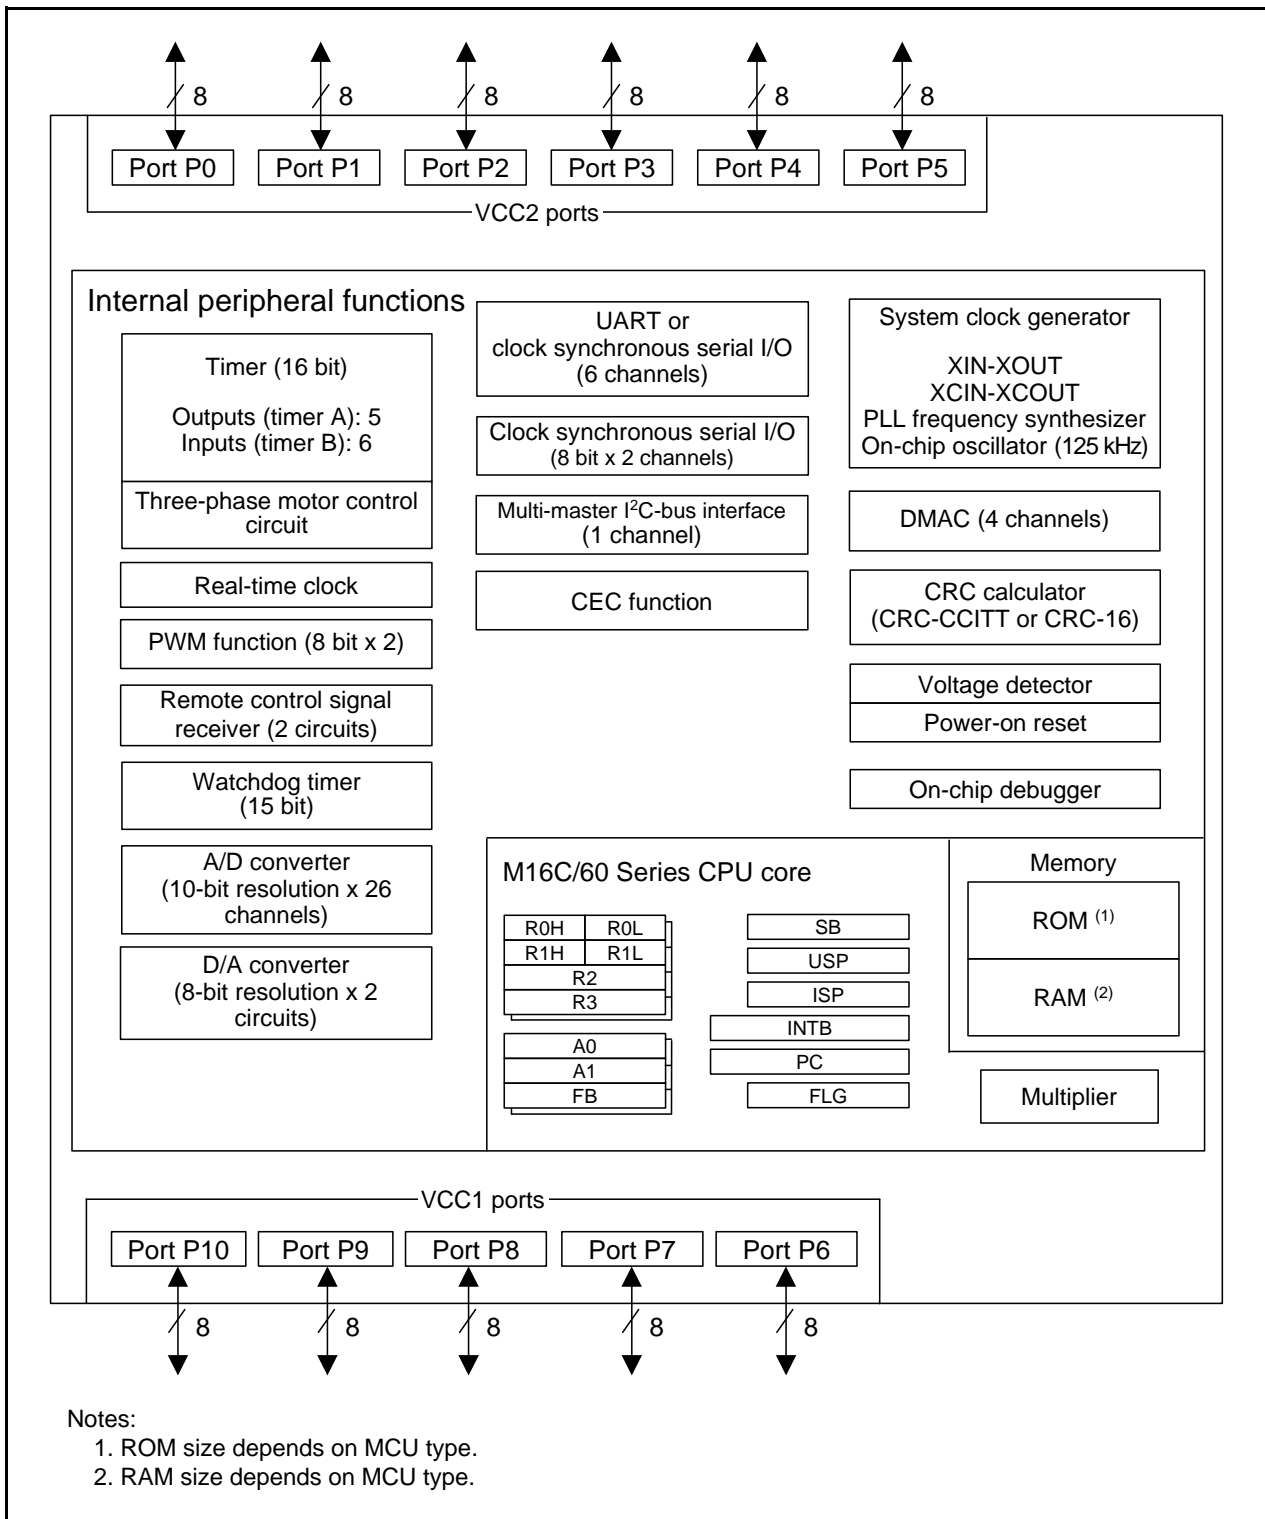 8
8
8
8
8
8
Port P0
Port P1
Port P2
Port P3
Port P4
Port P5
VCC2 ports
Internal peripheral functions
Timer (16 bit)
Outputs (timer A): 5
Inputs (timer B): 6
Three-phase motor control
circuit
Real-time clock
PWM function (8 bit x 2)
Remote control signal
receiver (2 circuits)
Watchdog timer
(15 bit)
A/D converter
(10-bit resolution x 26
channels)
D/A converter
(8-bit resolution x 2
circuits)
UART or
clock synchronous serial I/O
(6 channels)
Clock synchronous serial I/O
(8 bit x 2 channels)
Multi-master I²C-bus interface
(1 channel)
CEC function
System clock generator
XIN-XOUT
XCIN-XCOUT
PLL frequency synthesizer
On-chip oscillator (125 kHz)
DMAC (4 channels)
CRC calculator
(CRC-CCITT or CRC-16)
Voltage detector
Power-on reset
On-chip debugger
M16C/60 Series CPU core
R0H
R0L
R1H
R1L
R2
R3
A0
A1
FB
SB
USP
ISP
INTB
PC
FLG
Memory
ROM (1)
RAM (2)
Multiplier
VCC1 ports
Port P10
Port P9
Port P8
Port P7
Port P6
8
8
8
8
8
Notes:
1. ROM size depends on MCU type.
2. RAM size depends on MCU type.